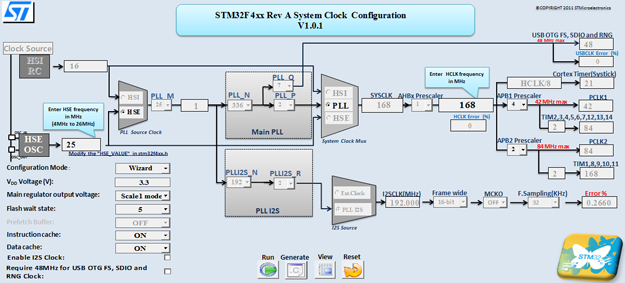 STM32F4xx Rev A System Clock Configuration
V1.0.1
©COPYRIGHT 2011 STMicroelectronics
Clock Source
HSI
RC
16
HSI
HSE
PLL Source Clock
PLL_M
25
1
PLL_N
336
PLL_Q
7
PLL_P
2
Main PLL
HSI
PLL
HSE
System Clock Mux
SYSCLK
168
AHBx Prescaler
1
Enter HCLK frequency
in MHz
168
HCLK Error
0
USB OTG FS, SDIO and RNG
48 MHz max
48
USBCLK Error (%)
0
Cortex Timer(Systick)
HCLK/8
21
APB1 Prescaler
4
42 MHz max
PCLK1
42
TIM2,3,4,5,6,7,12,13,14
2
84
APB2 Prescaler
2
84 MHz max
PCLK2
84
TIM1,8,9,10,11
2
168
Enter HSE frequency
in MHz
(4MHz to 26MHz)
HSE
OSC
25
Modify the "HSE_VALUE" in stm32f4xx.h
PLLI2S_N
192
PLLI2S_R
2
PLL I2S
Ext.Clock
PLL I2S
I2S Source
I2SCLK(MHz)
192.000
Frame wide
16-bit
MCKO
OFF
F.Sampling(KHz)
32
Error %
0.2660
Configuration Mode :
Wizard
VDD Voltage (V):
3.3
Main regulator output voltage:
Scale1 mode
Flash wait state:
5
Prefetch Buffer:
OFF
Instruction cache:
ON
Data cache:
ON
Enable I2S Clock:
Require 48MHz for USB OTG FS, SDIO and
RNG Clock:
Run
Generate
View
Reset
STM32